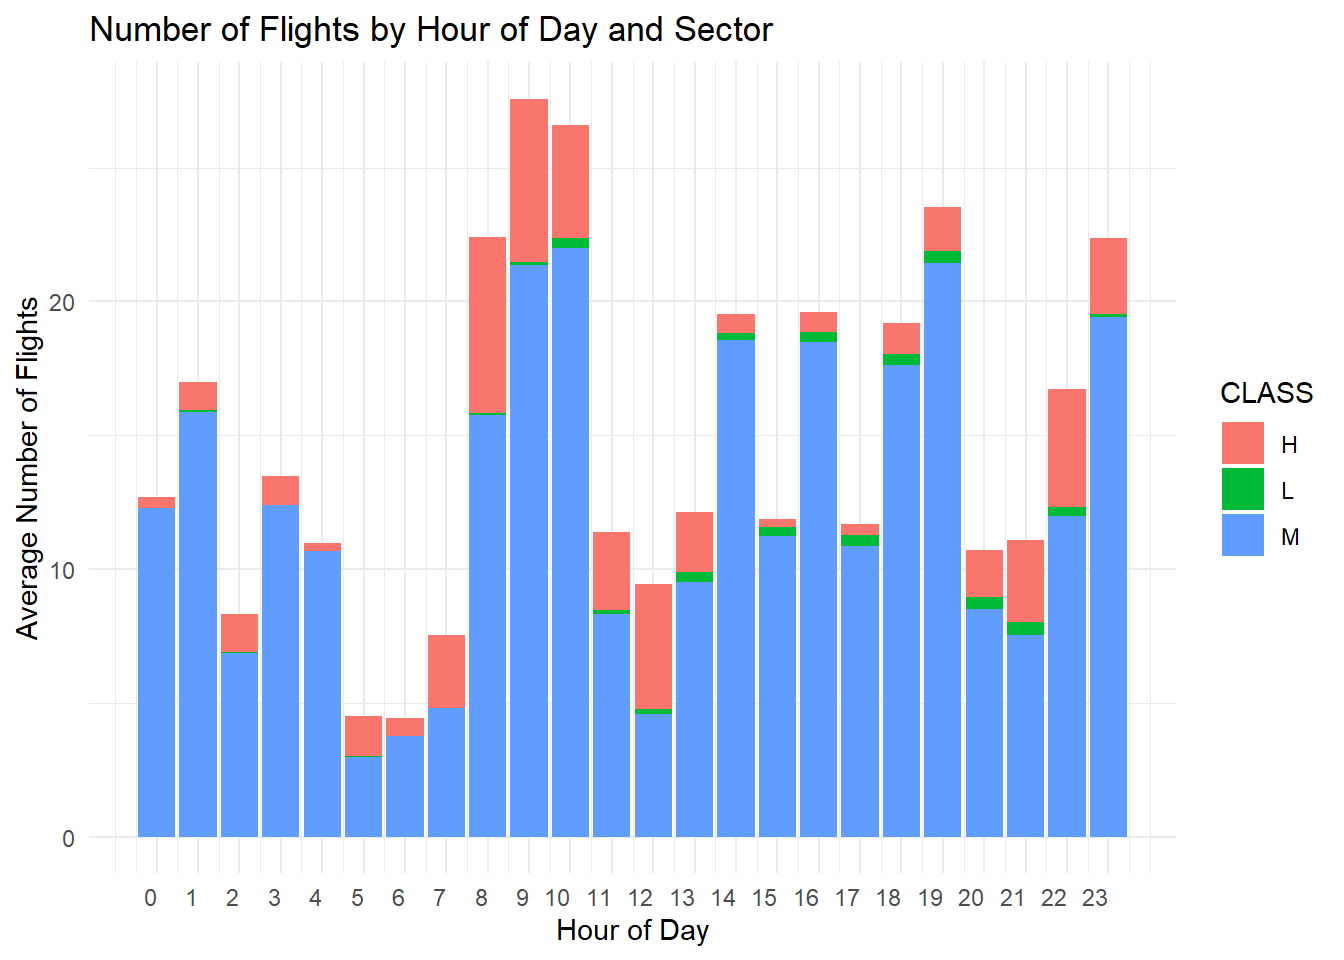 Number of Flights by Hour of Day and Sector
Average Number of Flights
20
10
0
0 1 2 3 4 5 6 7 8 9 10 11 12 13 14 15 16 17 18 19 20 21 22 23
Hour of Day
CLASS
H
L
M